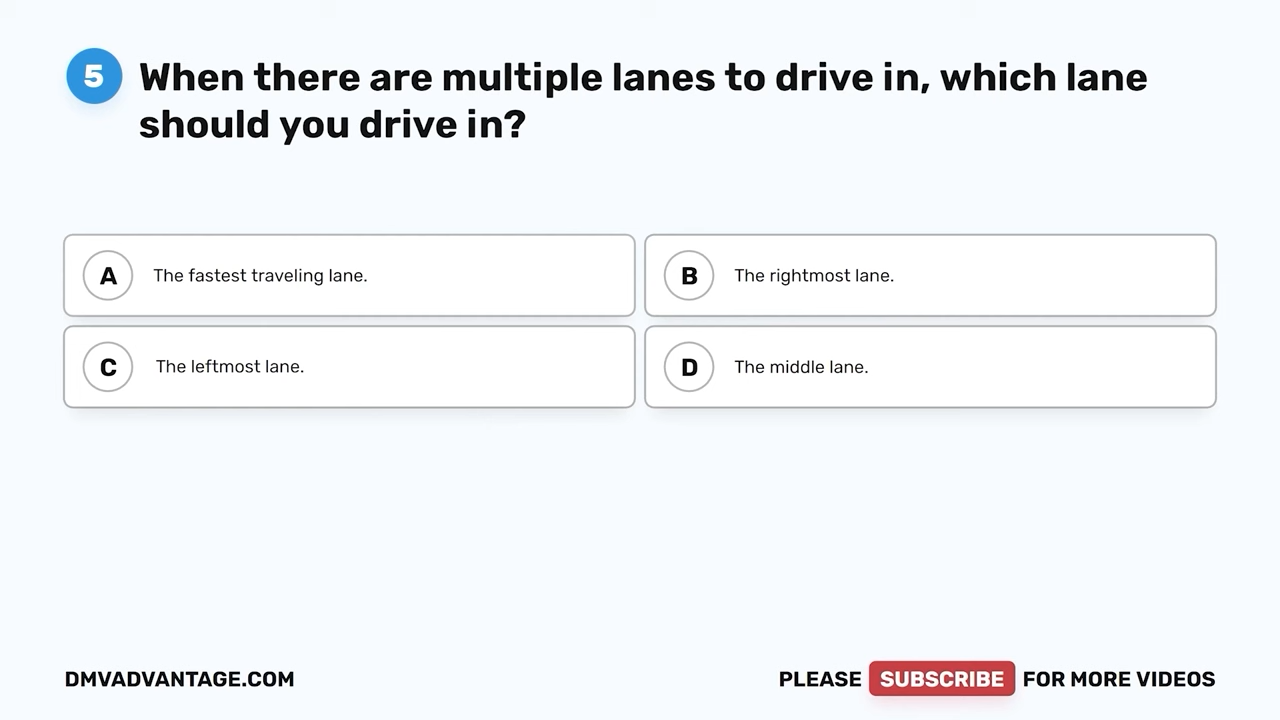 5
When there are multiple lanes to drive in, which lane
should you drive in?
A
The fastest traveling lane.
B
The rightmost lane.
C
The leftmost lane.
D
The middle lane.
DMVADVANTAGE.COM
PLEASE SUBSCRIBE FOR MORE VIDEOS